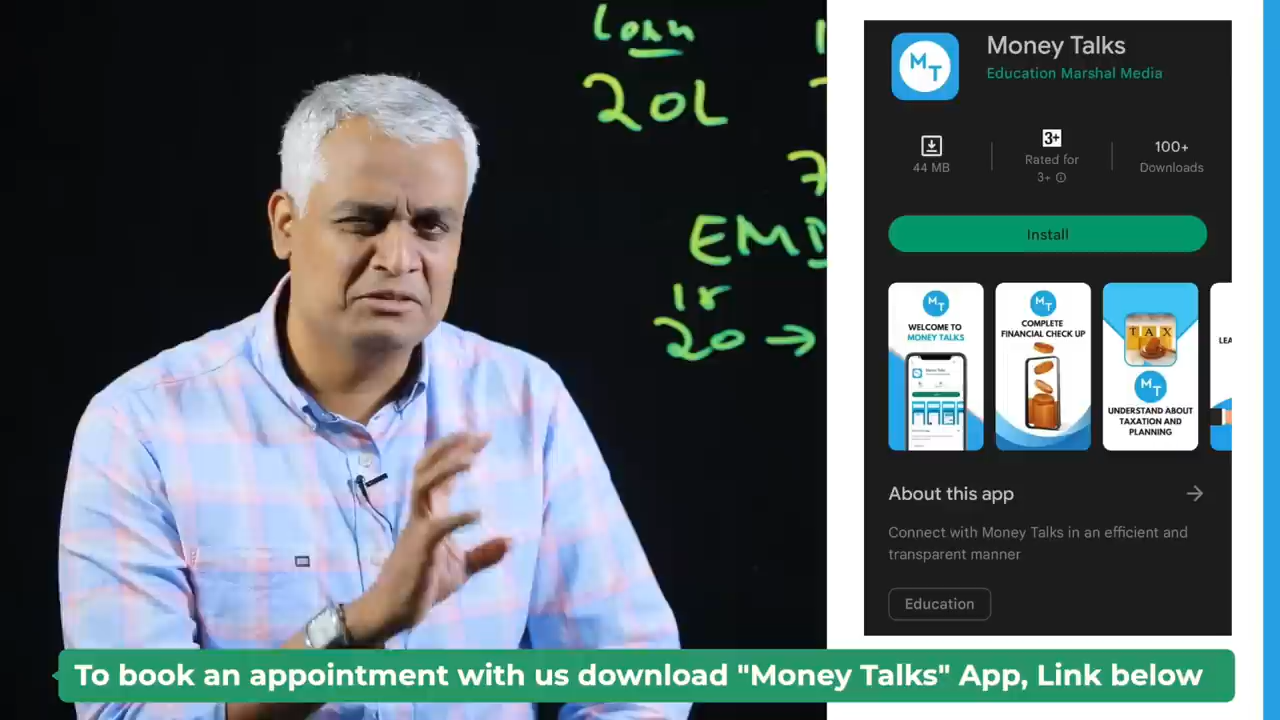 Loan
20L
7
EMI
15
20 →
MT
Money Talks
Education Marshal Media
44 MB
3+
Rated for
3+
100+
Downloads
Install
MT
WELCOME TO
MONEY TALKS
MT
COMPLETE
FINANCIAL CHECK UP
TAX
MT
UNDERSTAND ABOUT
TAXATION AND
PLANNING
LEA
About this app
Connect with Money Talks in an efficient and
transparent manner
Education
To book an appointment with us download "Money Talks" App, Link below